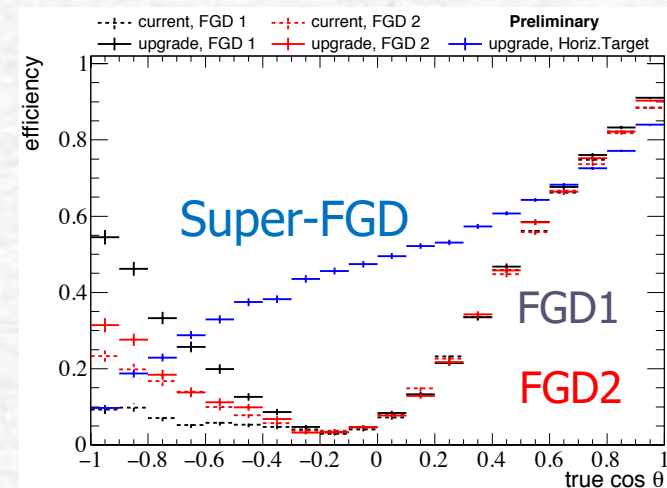 current, FGD 1 current, FGD 2 Preliminary
upgrade, FGD 1 upgrade, FGD 2 upgrade, Horiz.Target
efficiency
1
0.8
0.6
0.4
0.2
0
Super-FGD
FGD1
FGD2
−1 −0.8 −0.6 −0.4 −0.2 0 0.2 0.4 0.6 0.8 1
true cos θ